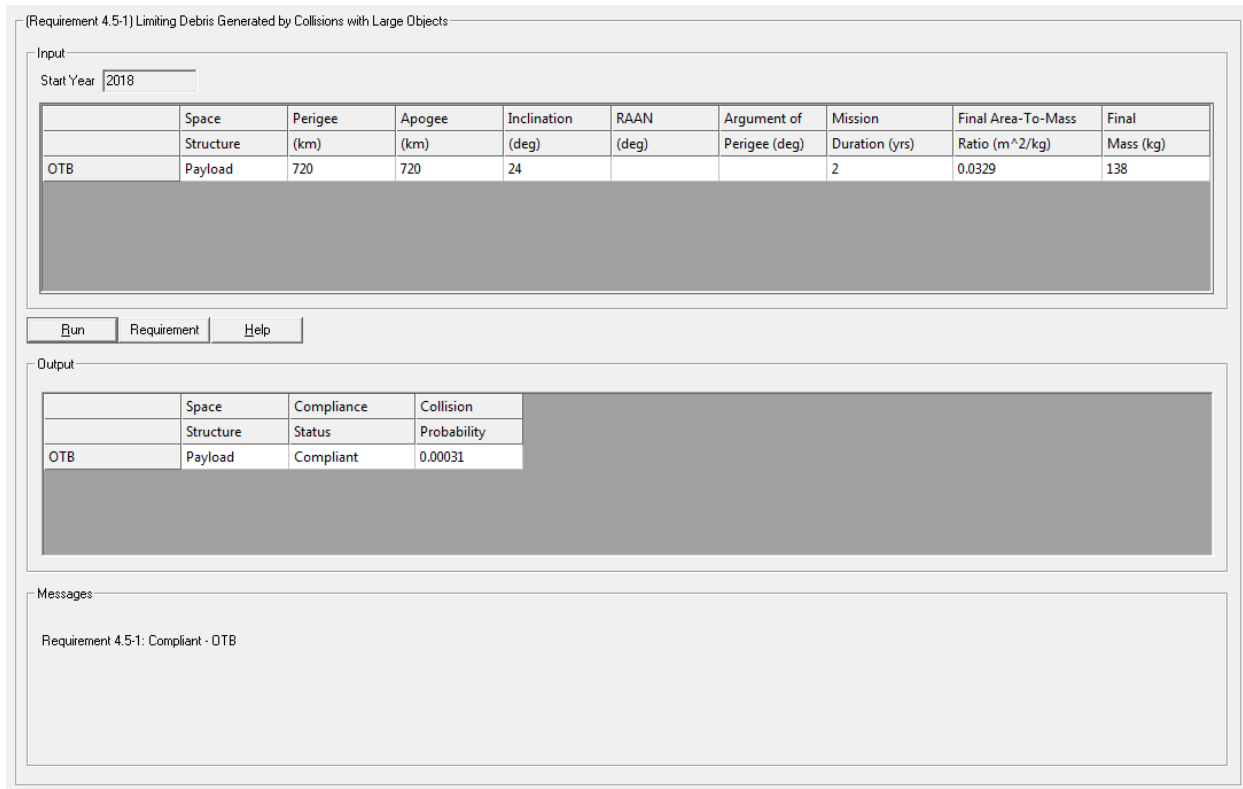 (Requirement 4.5-1) Limiting Debris Generated by Collisions with Large Objects
Input
Start Year 2018
Space Perigee Apogee Inclination RAAN Argument of Mission Final Area-To-Mass Final
Structure (km) (km) (deg) (deg) Perigee (deg) Duration (yrs) Ratio (m^2/kg) Mass (kg)
OTB Payload 720 720 24 2 0.0329 138
Run Requirement Help
Output
Space Compliance Collision
Structure Status Probability
OTB Payload Compliant 0.00031
Messages
Requirement 4.5-1: Compliant - OTB